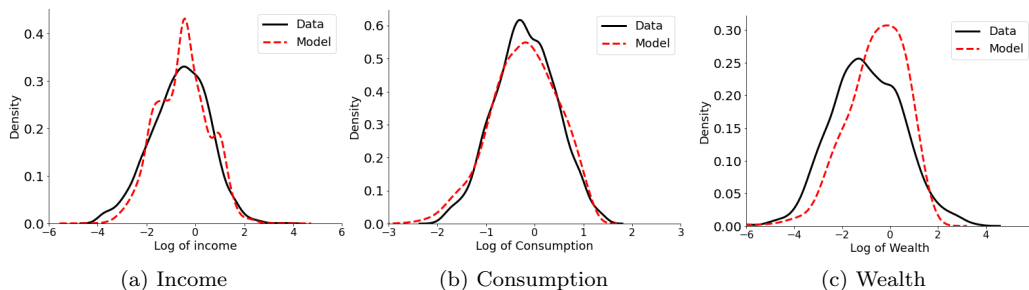 Data
Model
Density
0.4
0.3
0.2
0.1
0.0
−6 −4 −2 0 2 4 6
Log of income
(a) Income
Data
Model
Density
0.6
0.5
0.4
0.3
0.2
0.1
0.0
−3 −2 −1 0 1 2 3
Log of Consumption
(b) Consumption
Data
Model
Density
0.30
0.25
0.20
0.15
0.10
0.05
0.00
−6 −4 −2 0 2 4
Log of Wealth
(c) Wealth